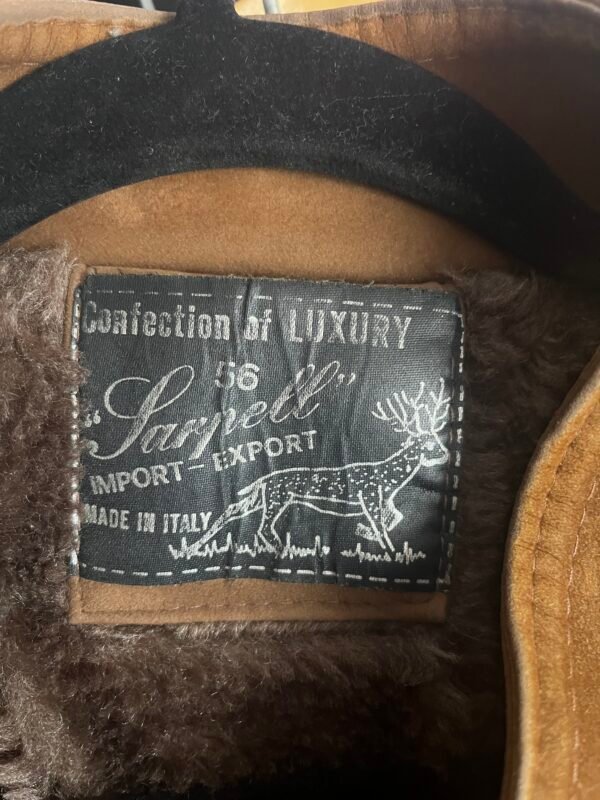 Confection of LUXURY
56
"Sarpell"
IMPORT-EXPORT
MADE IN ITALY